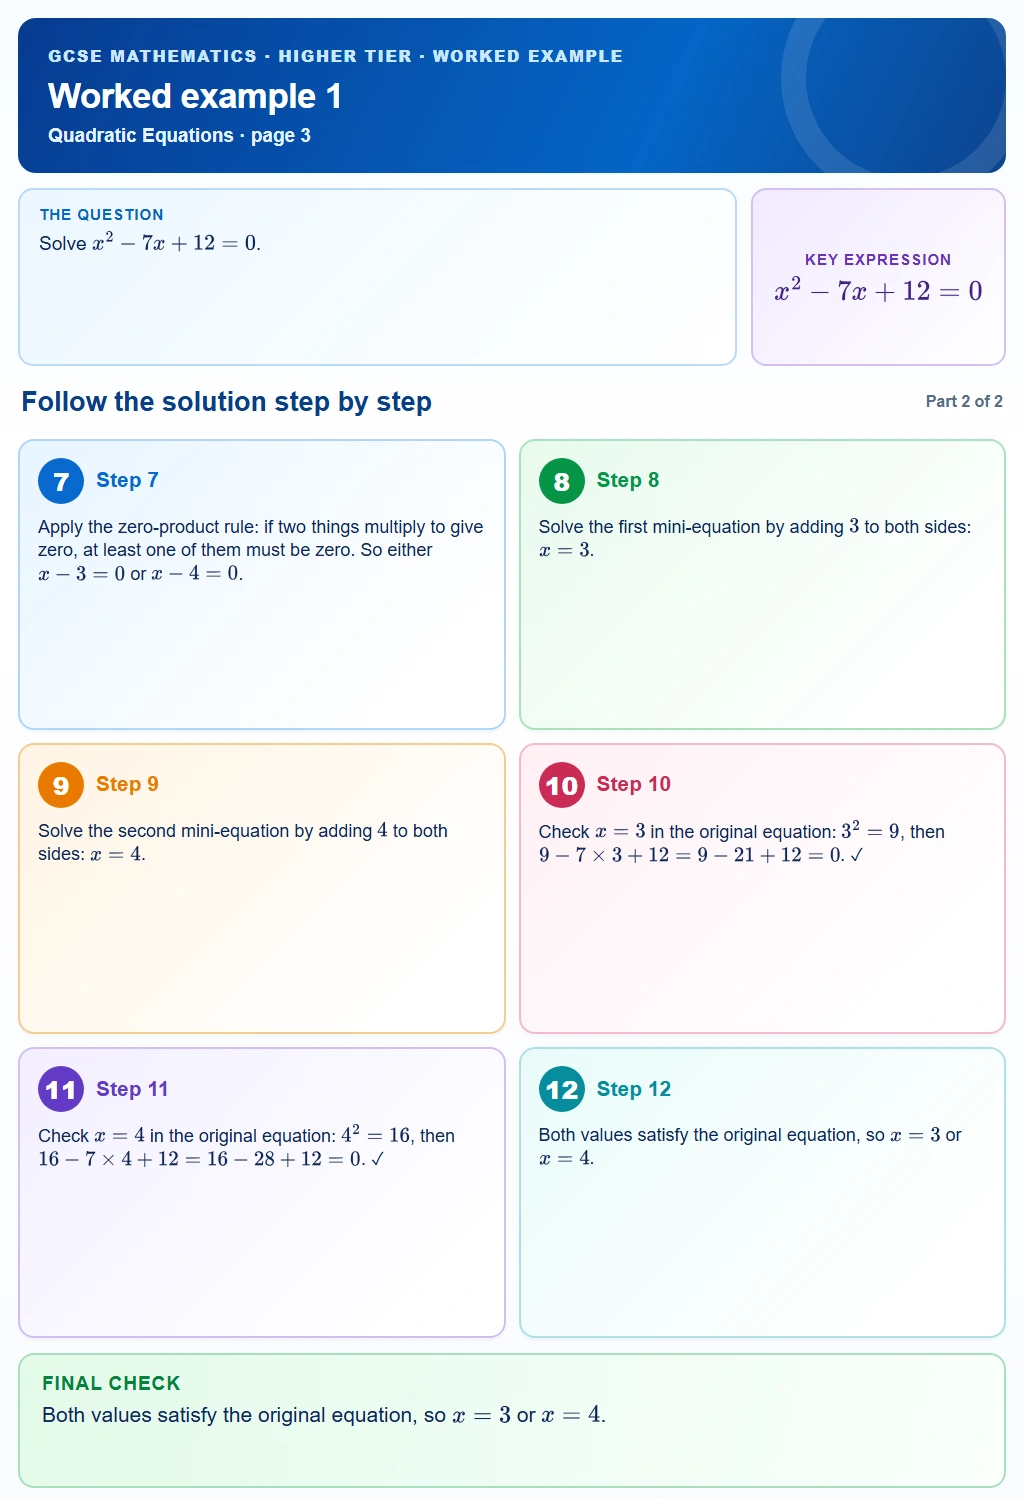 GCSE MATHEMATICS · HIGHER TIER · WORKED EXAMPLE
Worked example 1
Quadratic Equations · page 3
THE QUESTION
Solve x² − 7x + 12 = 0.
KEY EXPRESSION
x² − 7x + 12 = 0
Follow the solution step by step
Part 2 of 2
7 Step 7
Apply the zero-product rule: if two things multiply to give
zero, at least one of them must be zero. So either
x − 3 = 0 or x − 4 = 0.
8 Step 8
Solve the first mini-equation by adding 3 to both sides:
x = 3.
9 Step 9
Solve the second mini-equation by adding 4 to both
sides: x = 4.
10 Step 10
Check x = 3 in the original equation: 3² = 9, then
9 − 7 × 3 + 12 = 9 − 21 + 12 = 0. ✓
11 Step 11
Check x = 4 in the original equation: 4² = 16, then
16 − 7 × 4 + 12 = 16 − 28 + 12 = 0. ✓
12 Step 12
Both values satisfy the original equation, so x = 3 or
x = 4.
FINAL CHECK
Both values satisfy the original equation, so x = 3 or x = 4.